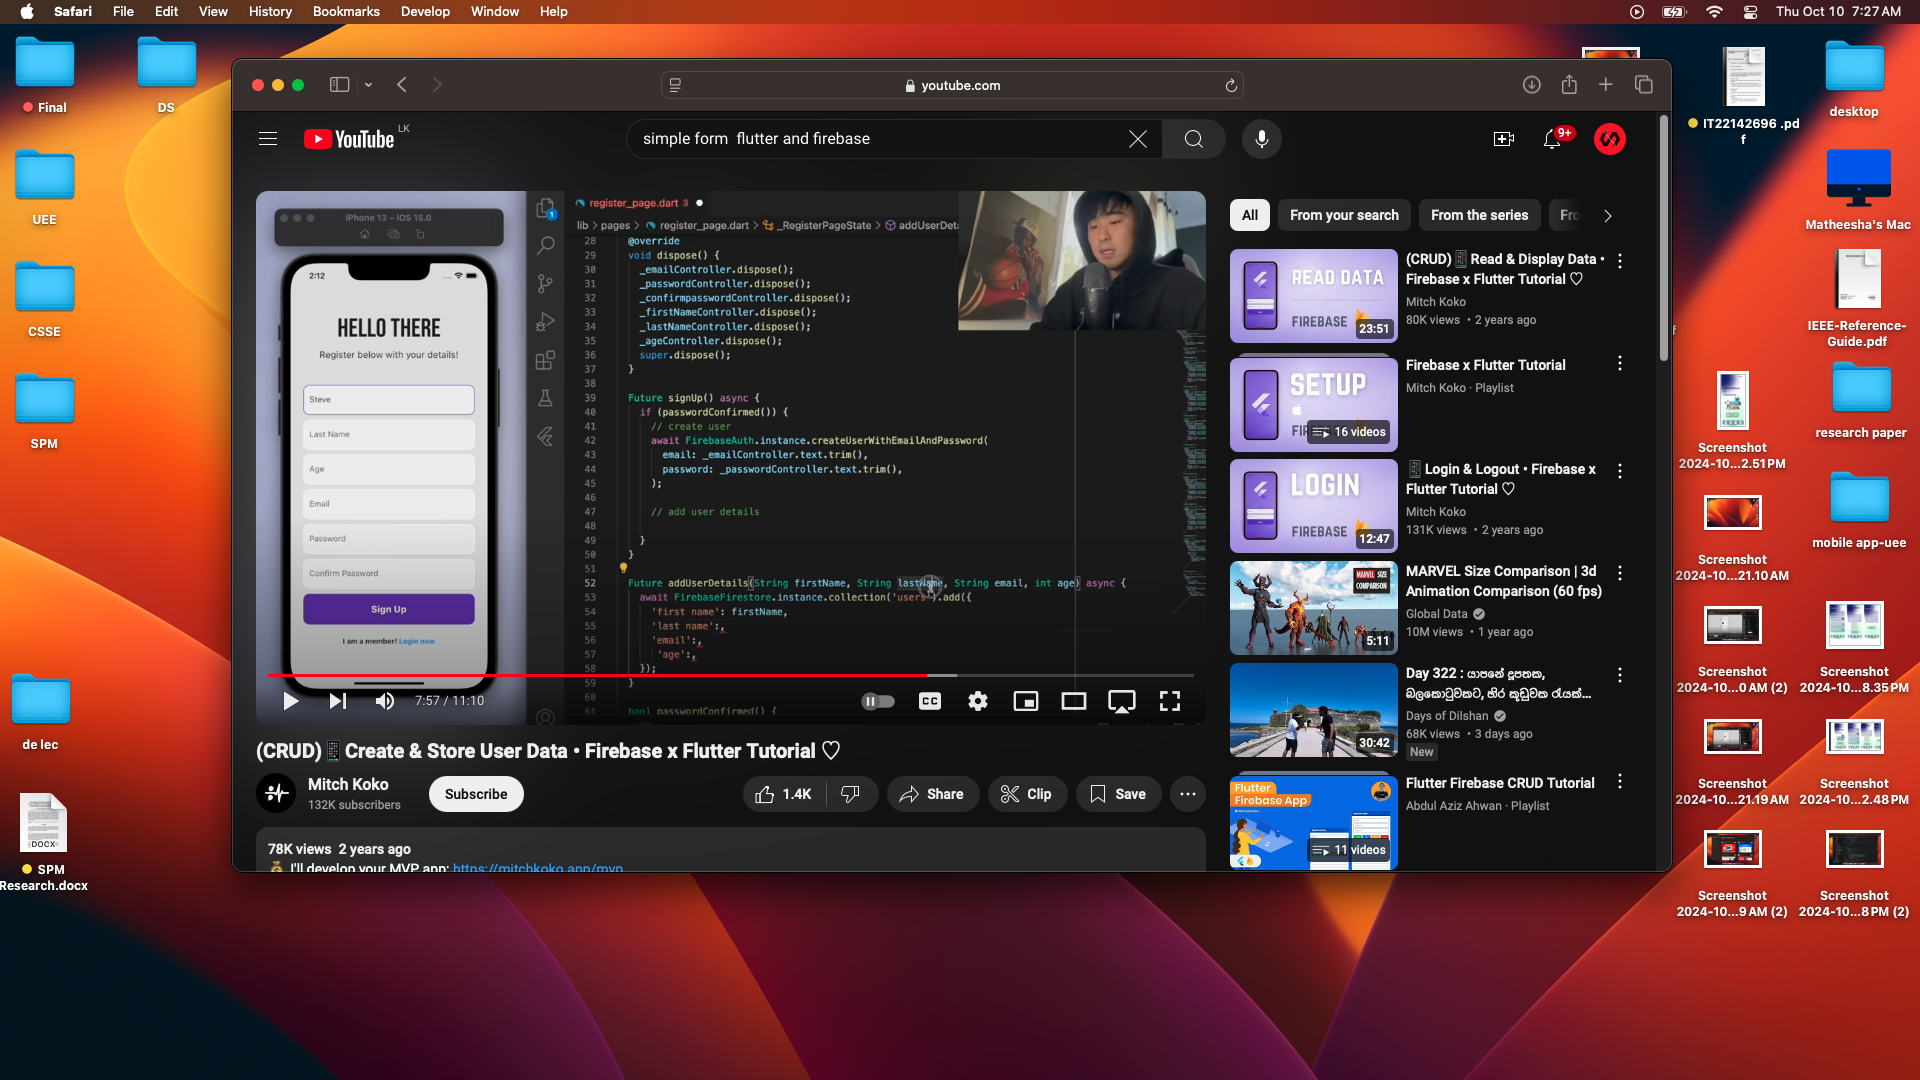 Safari File Edit View History Bookmarks Develop Window Help
Thu Oct 10 7:27 AM
Final
DS
UEE
CSSE
SPM
de lec
DOCX
SPM
Research.docx
youtube.com
YouTube
LK
simple form flutter and firebase
9+
iPhone 13 – iOS 15.0
2:12
HELLO THERE
Register below with your details!
Steve
Last Name
Age
Email
Password
Confirm Password
Sign Up
I am a member! Login now
1
register_page.dart 3
lib > pages > register_page.dart > _RegisterPageState > addUserDeta
28 @override
29 void dispose() {
30 _emailController.dispose();
31 _passwordController.dispose();
32 _confirmpasswordController.dispose();
33 _firstNameController.dispose();
34 _lastNameController.dispose();
35 _ageController.dispose();
36 super.dispose();
37 }
38
39 Future signUp() async {
40 if (passwordConfirmed()) {
41 // create user
42 await FirebaseAuth.instance.createUserWithEmailAndPassword(
43 email: _emailController.text.trim(),
44 password: _passwordController.text.trim(),
45 );
46
47 // add user details
48
49 }
50 }
51
52 Future addUserDetails(String firstName, String lastName, String email, int age) async {
53 await FirebaseFirestore.instance.collection('users').add({
54 'first name': firstName,
55 'last name':,
56 'email':,
57 'age':,
58 });
59 }
60
61 bool passwordConfirmed() {
7:57 / 11:10
CC
(CRUD)📱Create & Store User Data • Firebase x Flutter Tutorial ♡
Mitch Koko
132K subscribers
Subscribe
1.4K
Share
Clip
Save
78K views 2 years ago
💰 I'll develop your MVP app: https://mitchkoko.app/mvp
All
From your search
From the series
Fro
READ DATA
FIREBASE
23:51
(CRUD)📱Read & Display Data •
Firebase x Flutter Tutorial ♡
Mitch Koko
80K views • 2 years ago
SETUP
16 videos
Firebase x Flutter Tutorial
Mitch Koko · Playlist
LOGIN
FIREBASE
12:47
📱Login & Logout • Firebase x
Flutter Tutorial ♡
Mitch Koko
131K views • 2 years ago
MARVEL SIZE
COMPARISON
5:11
MARVEL Size Comparison | 3d
Animation Comparison (60 fps)
Global Data
10M views • 1 year ago
30:42
Day 322 : යාපනේ දූපතක,
බලකොටුවකට, හිර කූඩුවක රැයක්...
Days of Dilshan
68K views • 3 days ago
New
Flutter
Firebase App
11 videos
Flutter Firebase CRUD Tutorial
Abdul Aziz Ahwan · Playlist
IT22142696 .pd
f
desktop
Matheesha's Mac
IEEE-Reference-
Guide.pdf
research paper
mobile app-uee
Screenshot
2024-10...2.51 PM
Screenshot
2024-10...21.10 AM
Screenshot
2024-10...0 AM (2)
Screenshot
2024-10...8.35 PM
Screenshot
2024-10...21.19 AM
Screenshot
2024-10...2.48 PM
Screenshot
2024-10...9 AM (2)
Screenshot
2024-10...8 PM (2)